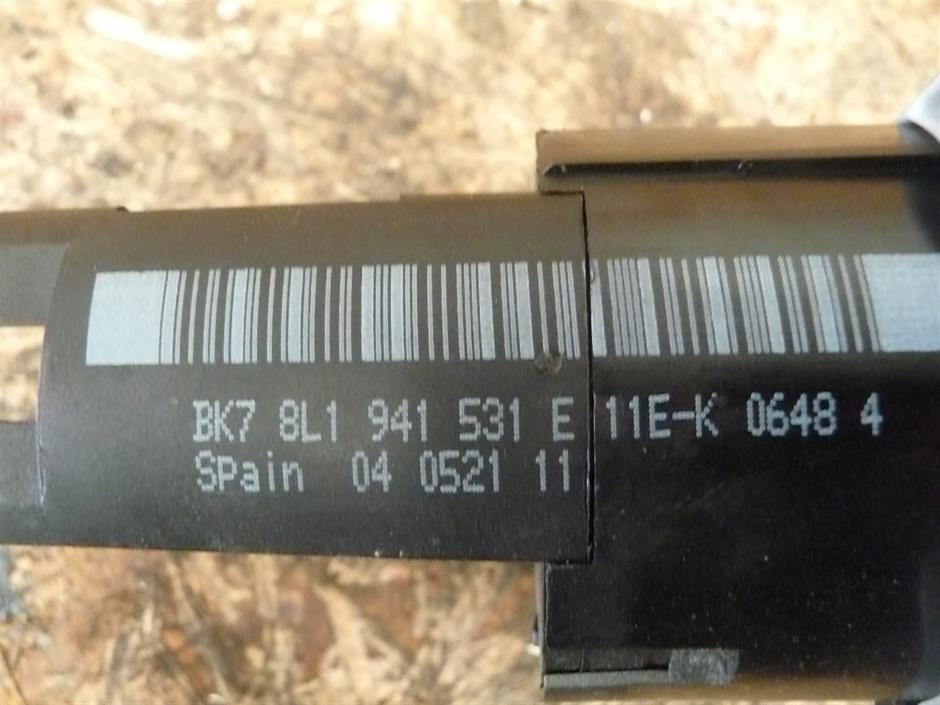 BK7 8L1 941 531 E 11E-K 0648 4
Spain 04 0521 11